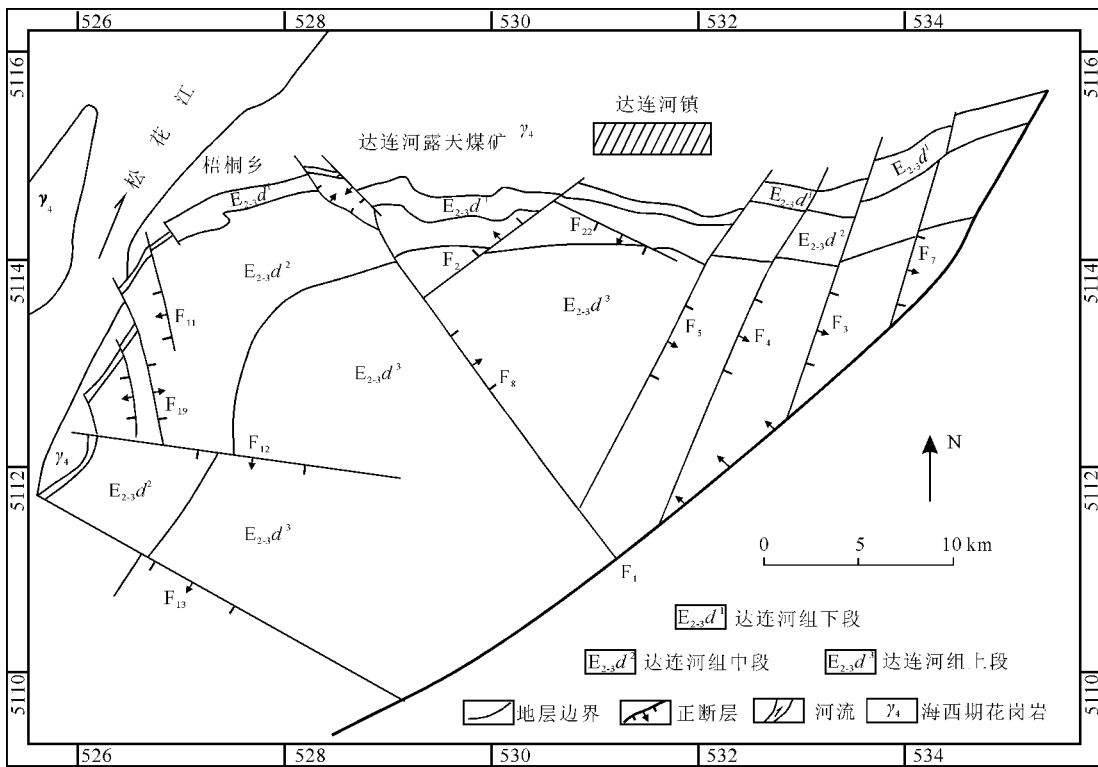 526 528 530 532 534
5116 5116
达连河镇
松花江
达连河露天煤矿 γ₄
梧桐乡
γ₄
E₂₋₃d¹ E₂₋₃d¹ E₂₋₃d¹ E₂₋₃d¹
F₂₂ E₂₋₃d²
5114 E₂₋₃d² F₂ F₇ 5114
F₁₁ E₂₋₃d³ F₅ F₄ F₃
E₂₋₃d³ F₈
F₁₉
γ₄ F₁₂ N
5112 5112
E₂₋₃d²
E₂₋₃d³
0 5 10 km
F₁
F₁₃
E₂₋₃d¹ 达连河组下段
E₂₋₃d² 达连河组中段 E₂₋₃d³ 达连河组上段
5110 5110
地层边界 正断层 河流 γ₄ 海西期花岗岩
526 528 530 532 534